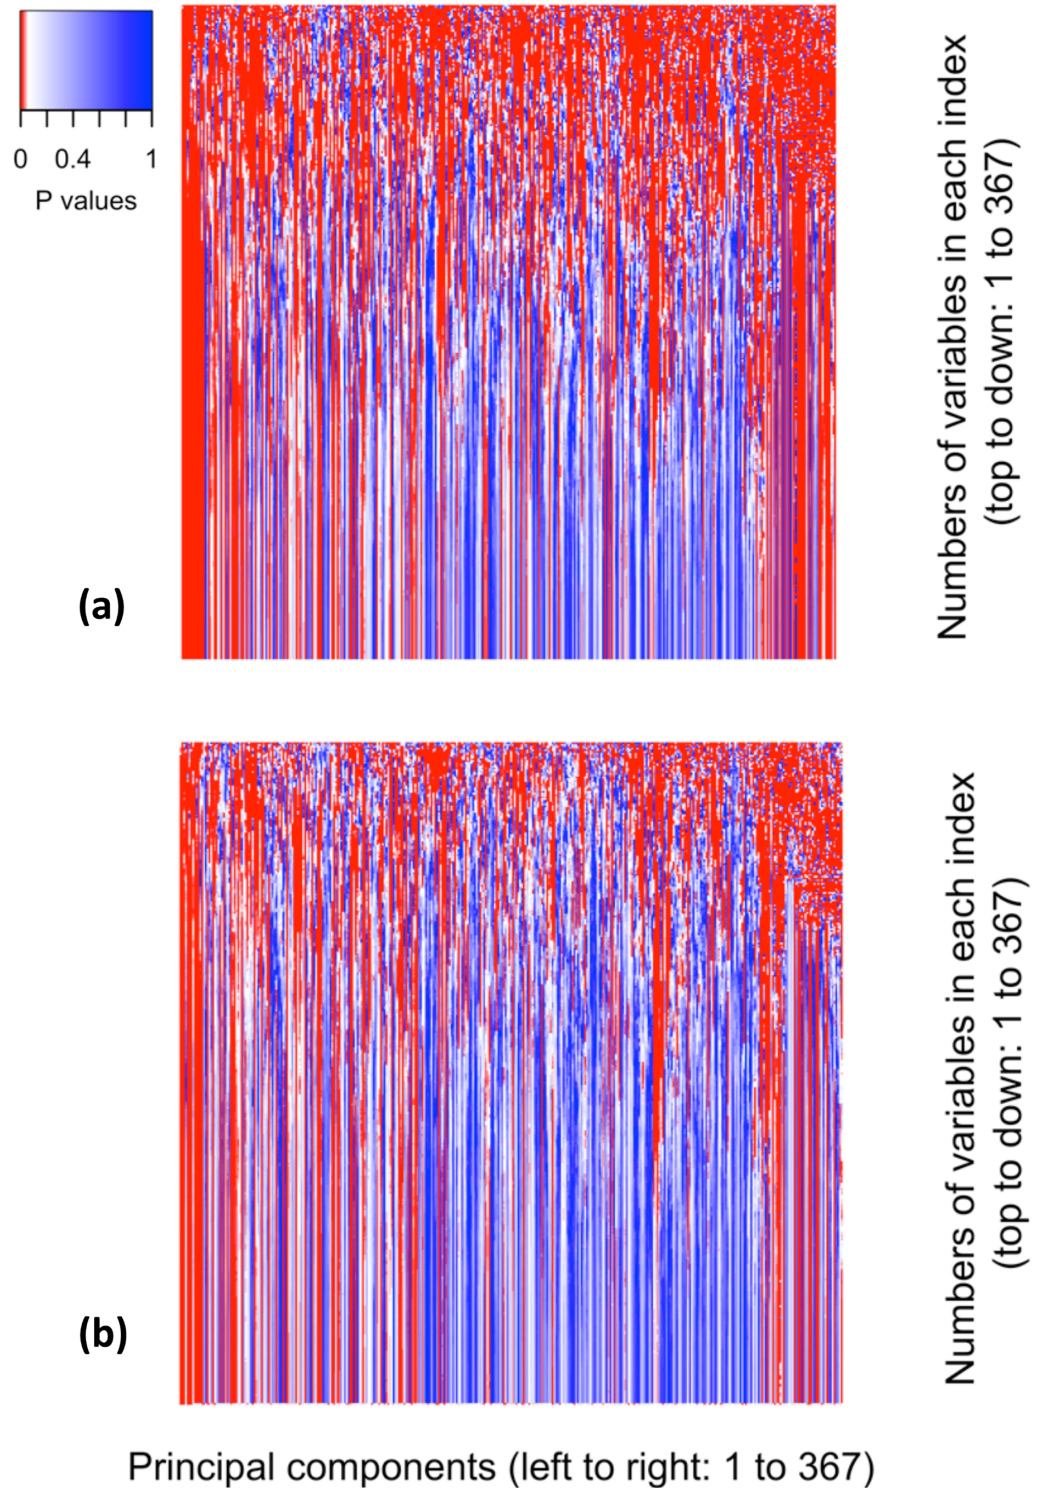 0 0.4 1
P values
Numbers of variables in each index
(top to down: 1 to 367)
(a)
Numbers of variables in each index
(top to down: 1 to 367)
(b)
Principal components (left to right: 1 to 367)